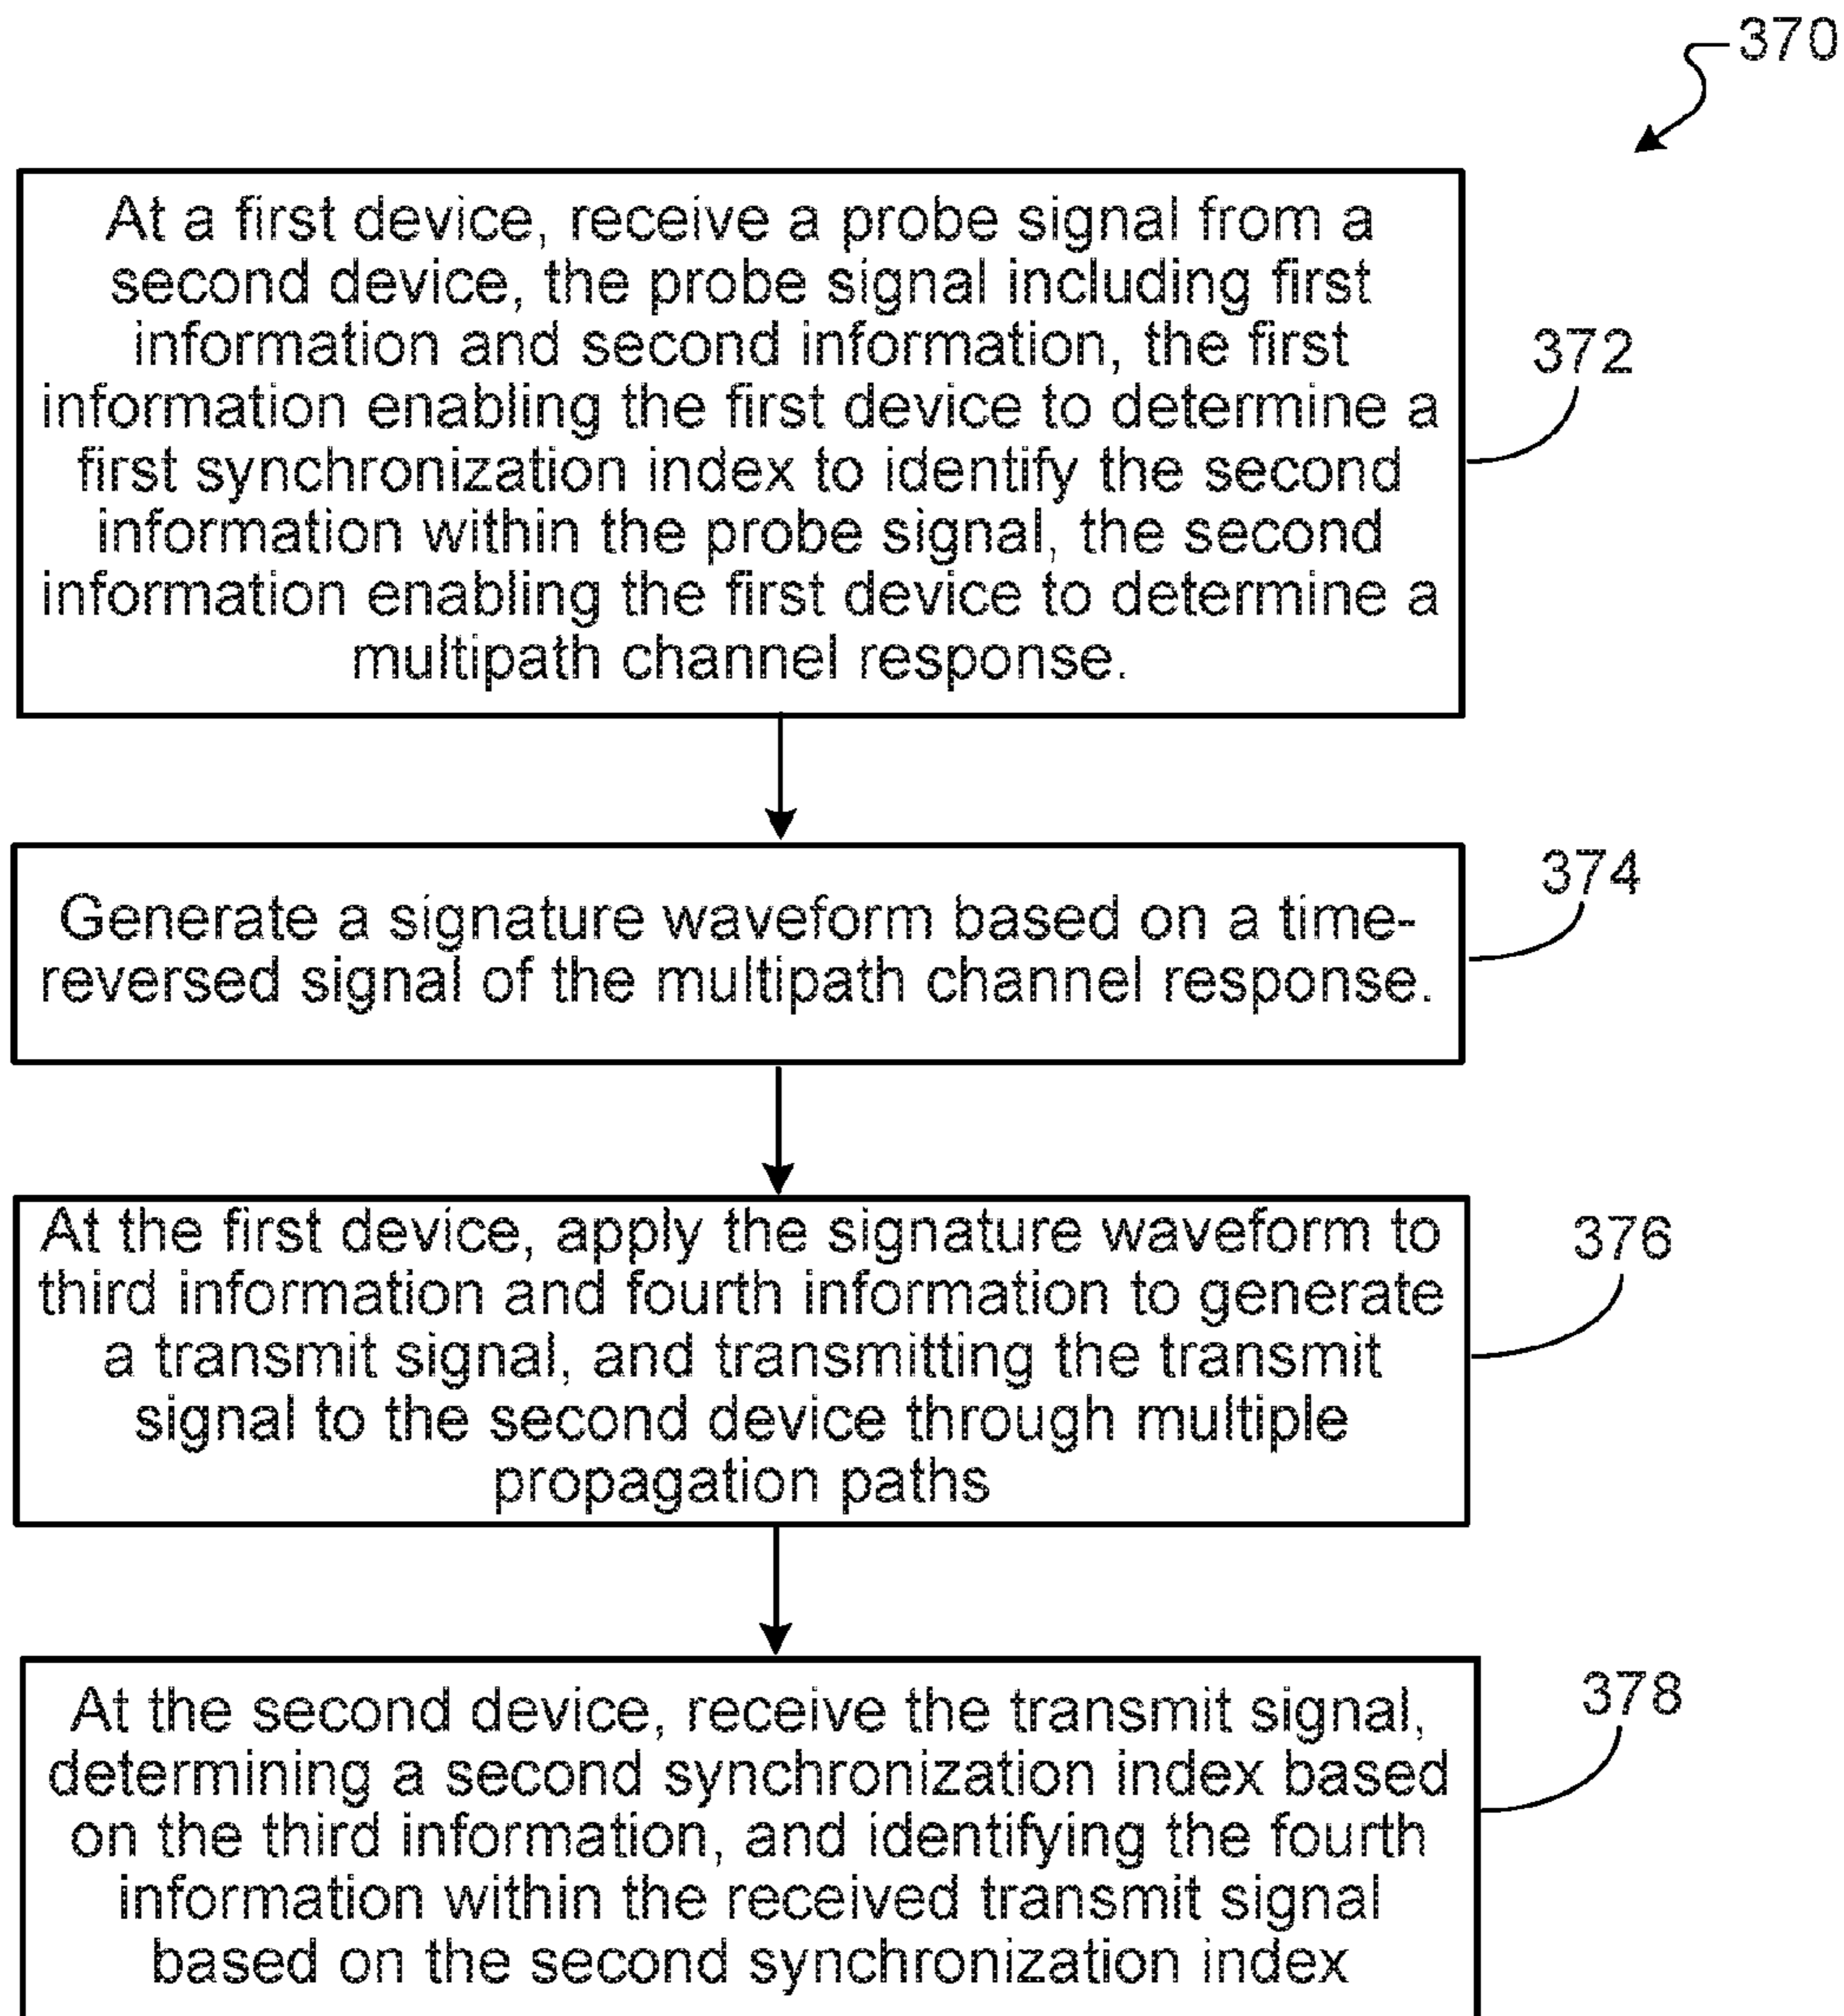 370
At a first device, receive a probe signal from a
second device, the probe signal including first
information and second information, the first
information enabling the first device to determine a
first synchronization index to identify the second
information within the probe signal, the second
information enabling the first device to determine a
multipath channel response.
372
Generate a signature waveform based on a time-
reversed signal of the multipath channel response.
374
At the first device, apply the signature waveform to
third information and fourth information to generate
a transmit signal, and transmitting the transmit
signal to the second device through multiple
propagation paths
376
At the second device, receive the transmit signal,
determining a second synchronization index based
on the third information, and identifying the fourth
information within the received transmit signal
based on the second synchronization index
378